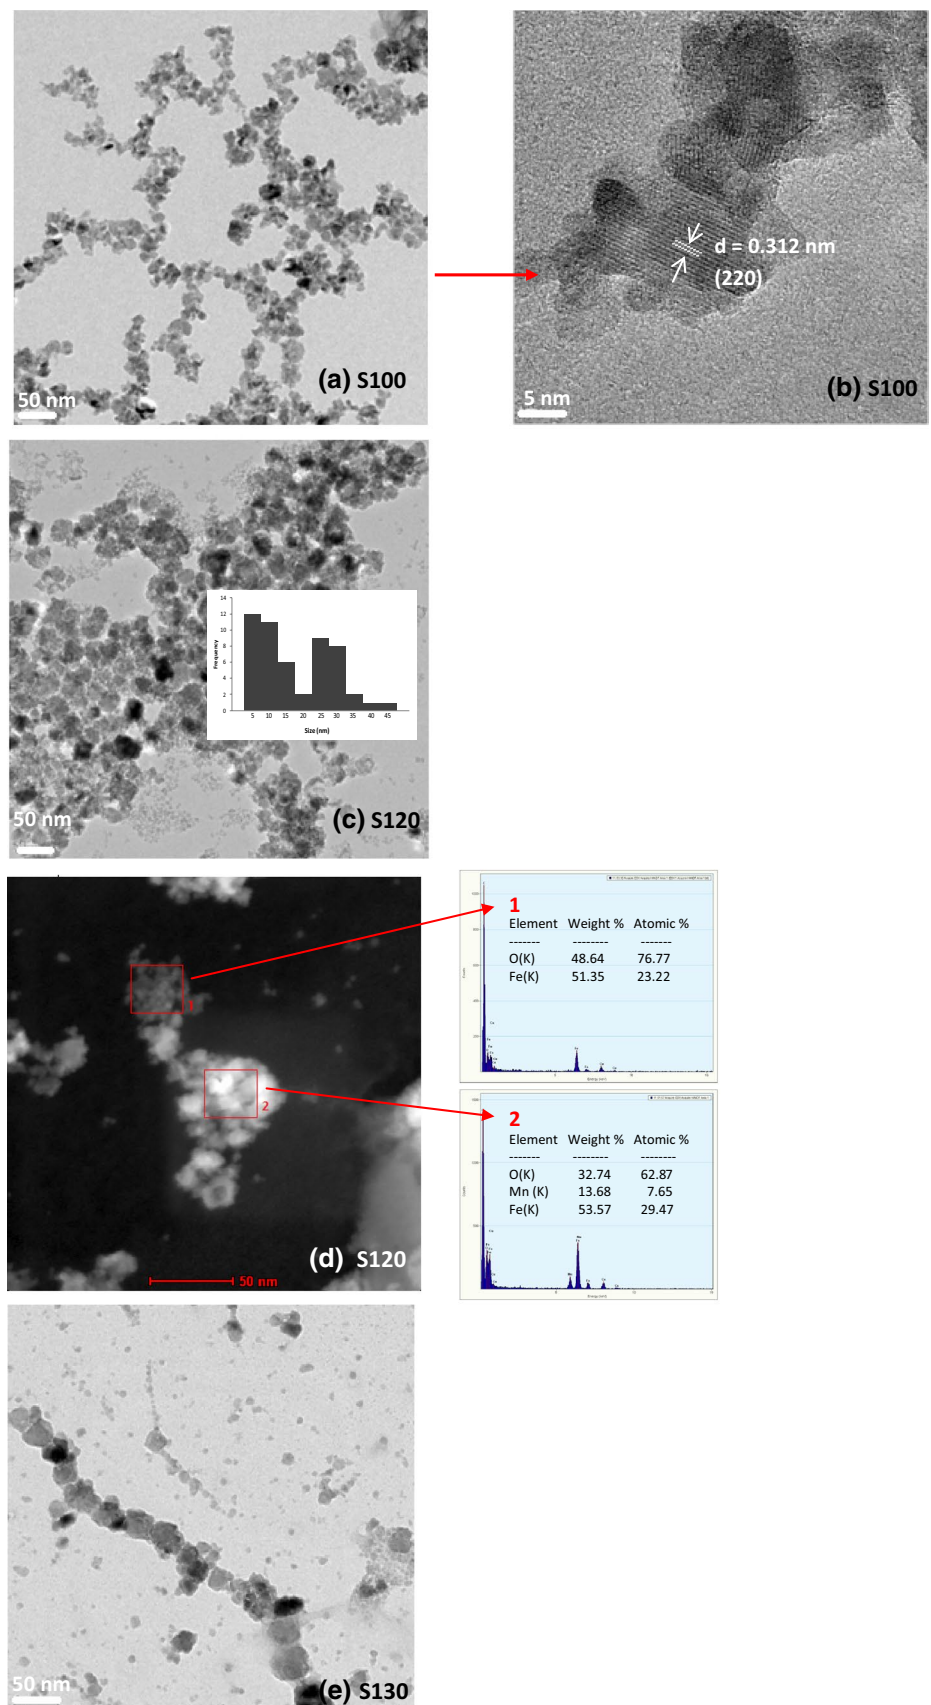 (a) S100
50 nm
d = 0.312 nm
(220)
(b) S100
5 nm
14
12
10
8
6
4
2
0
Frequency
5 10 15 20 25 30 35 40 45
Size (nm)
50 nm
(c) S120
1
Element Weight % Atomic %
------- -------- -------
O(K) 48.64 76.77
Fe(K) 51.35 23.22
1
2
(d) S120
50 nm
2
Element Weight % Atomic %
------- -------- --------
O(K) 32.74 62.87
Mn (K) 13.68 7.65
Fe(K) 53.57 29.47
50 nm
(e) S130